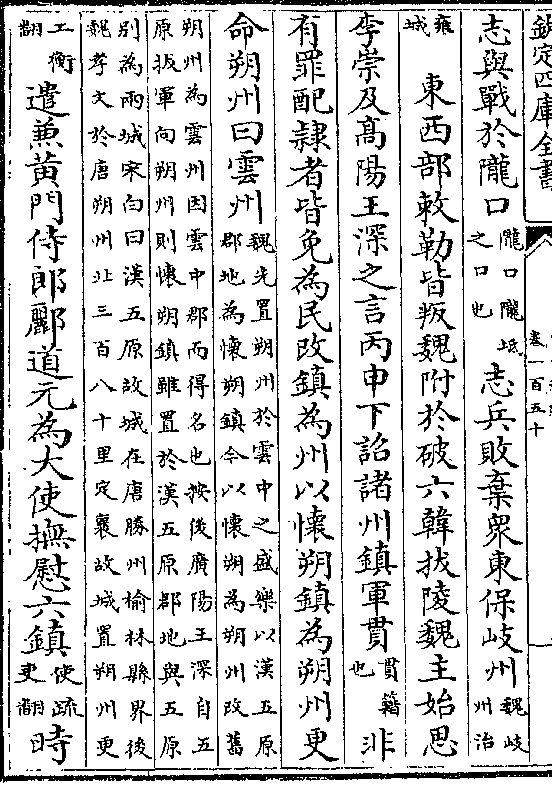 欽定四庫全書
卷一百五十
志與戰於隴口隴口隴坻之口也志兵敗棄衆東保岐州魏岐州治
雍城東西部敕勒皆叛魏附於破六韓拔陵魏主始思
李崇及髙陽王深之言丙申下詔諸州鎮軍貫貫籍也非
有罪配隷者皆免為民改鎮為州以懷朔鎮為朔州更
命朔州曰雲州魏先置朔州於雲中之盛樂以漢五原郡地為懷朔鎮今以懷朔為朔州改舊
朔州為雲州因雲中郡而得名也按後廣陽王深自五原拔軍向朔州則懷朔鎮雖置於漢五原郡地與五原
别為兩城宋白曰漢五原故城在唐勝州榆林縣界後魏孝文於唐朔州北三百八十里定襄故城置朔州更
工衡翻遣兼黄門侍郎酈道元為大使撫慰六鎮使疏吏翻時